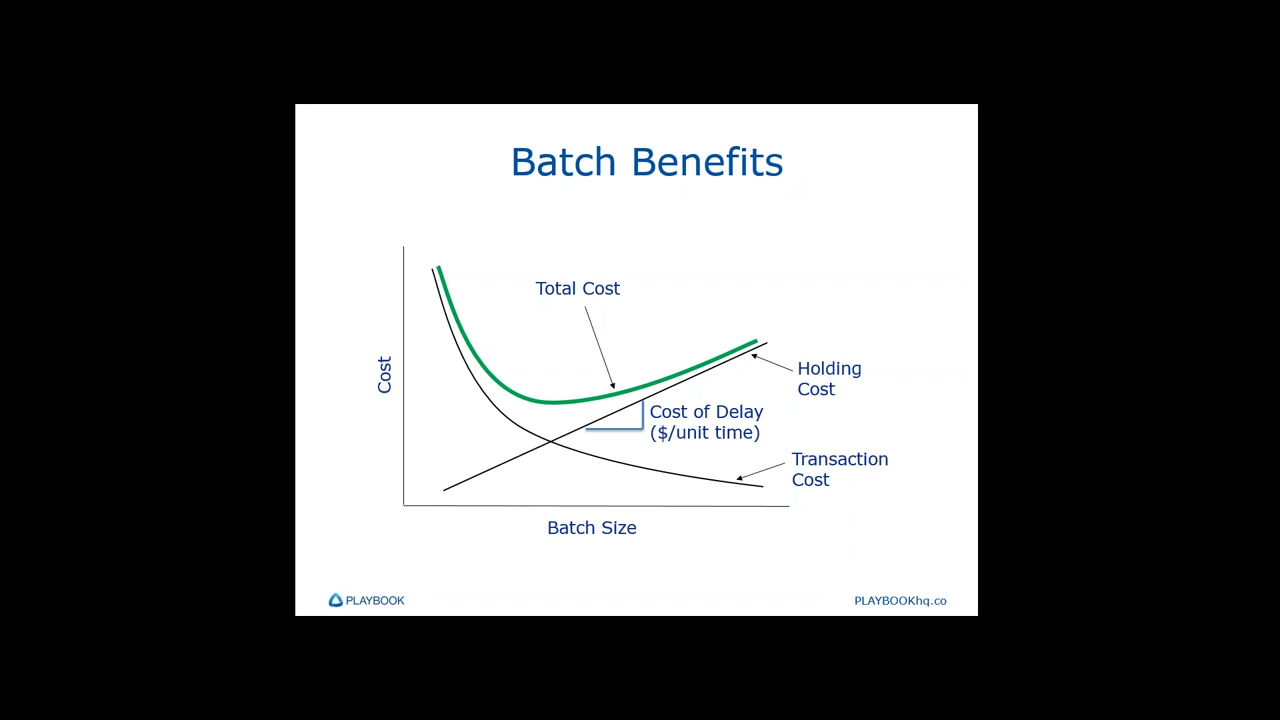 Batch Benefits
Total Cost
Cost
Holding
Cost
Cost of Delay
($/unit time)
Transaction
Cost
Batch Size
PLAYBOOK
PLAYBOOKhq.co